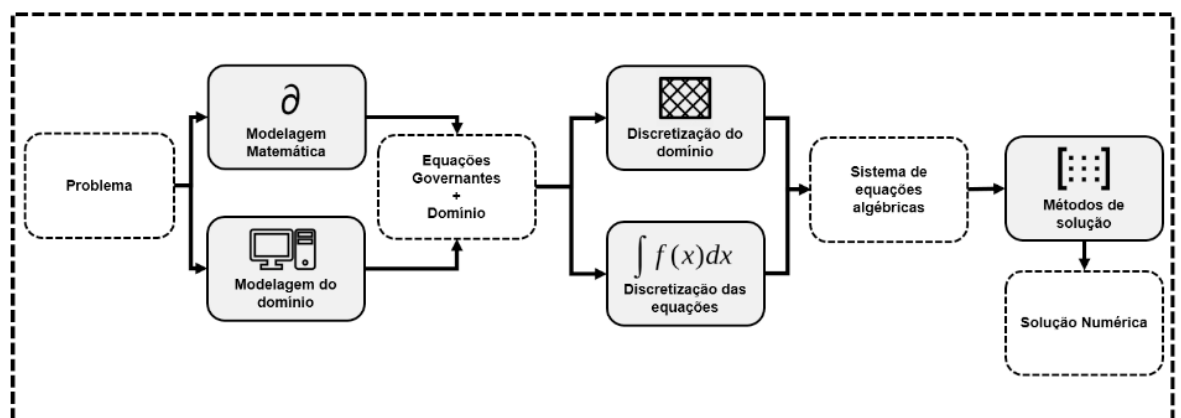 Problema
∂
Modelagem
Matemática
Modelagem do
domínio
Equações
Governantes
+
Domínio
Discretização do
domínio
∫ f (x)dx
Discretização das
equações
Sistema de
equações
algébricas
Métodos de
solução
Solução Numérica